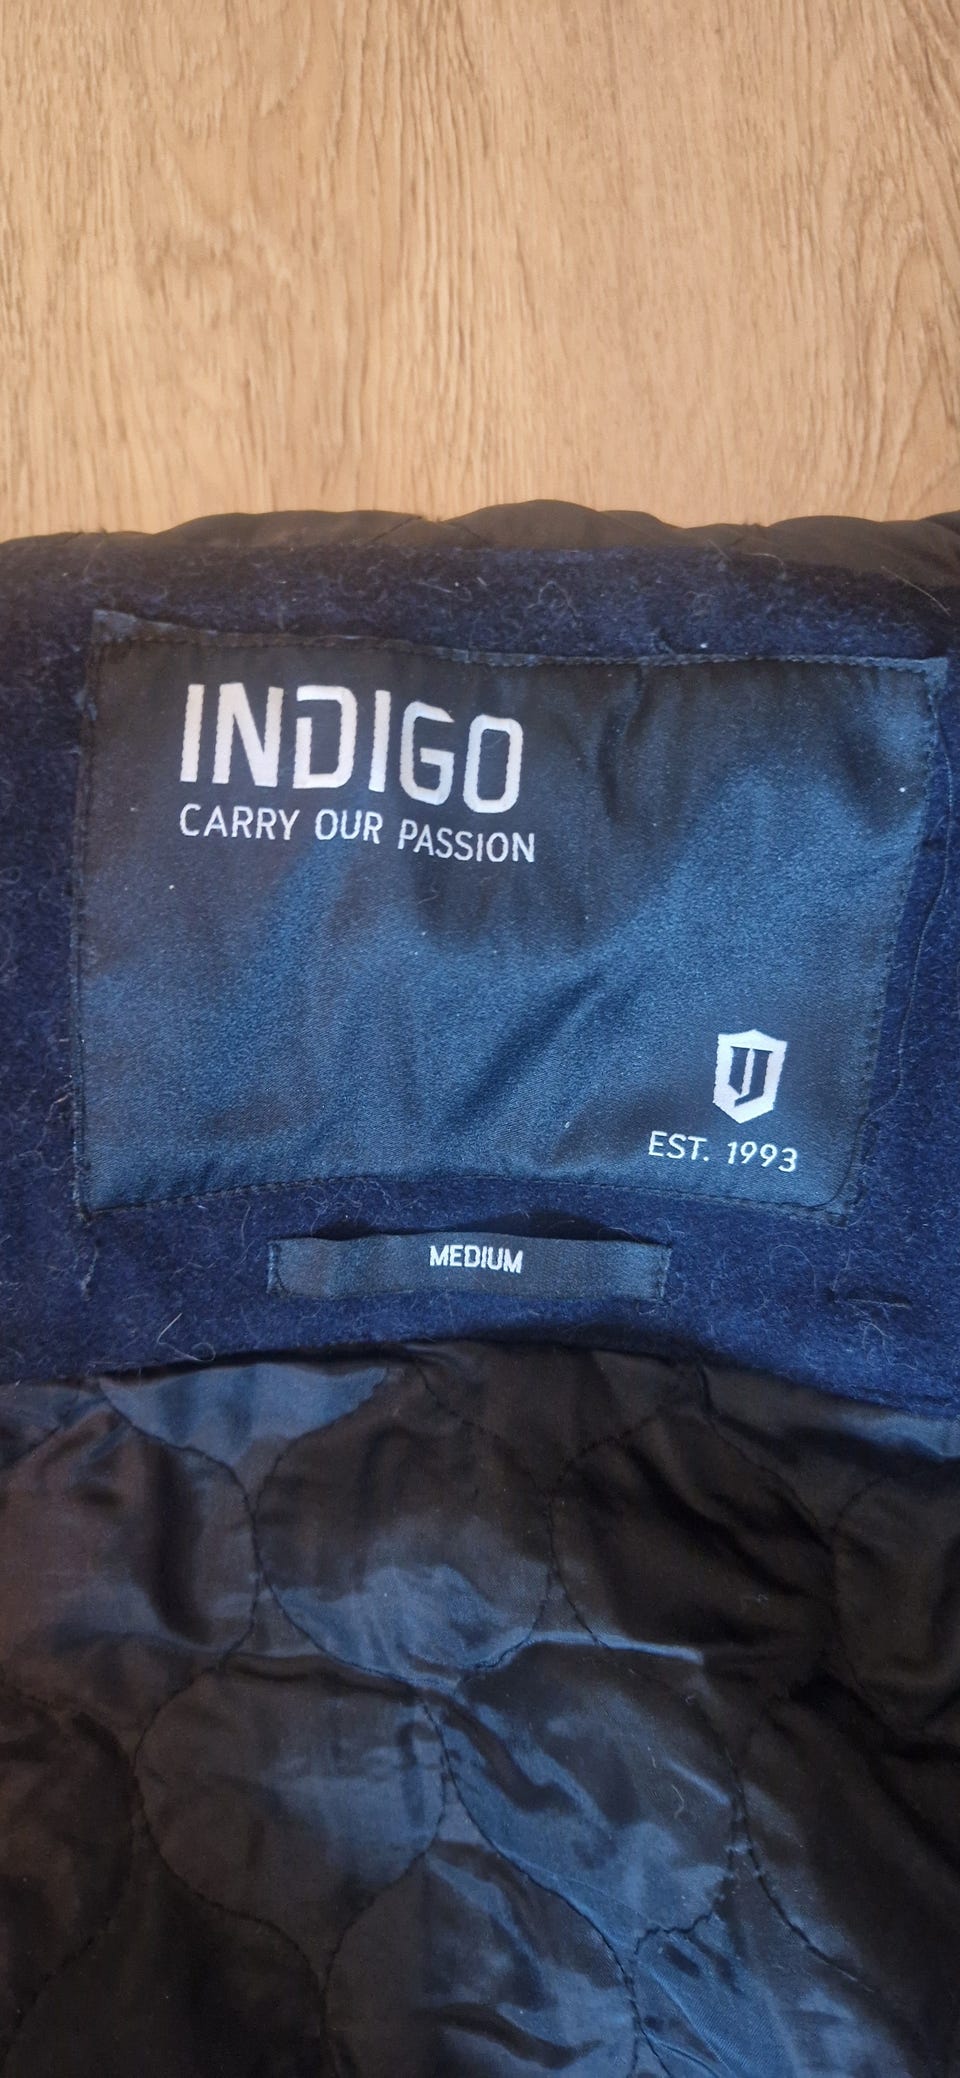 INDIGO
CARRY OUR PASSION
EST. 1993
MEDIUM